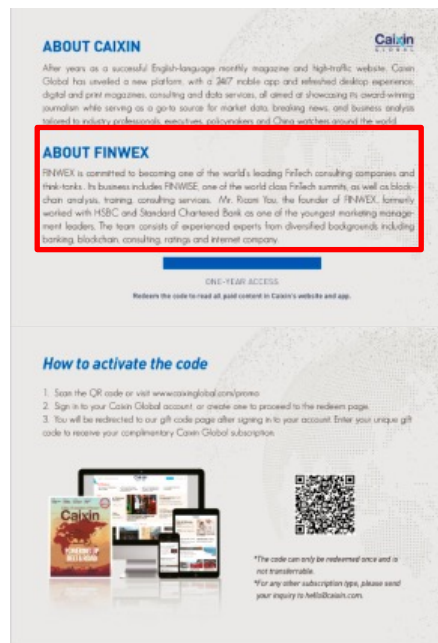 Caixin
GLOBAL
ABOUT CAIXIN
After years as a successful English-language monthly magazine and high-traffic website, Caixin
Global has unveiled a new platform, with a 24/7 mobile app and refreshed desktop experience,
digital and print magazines, consulting and data services, all aimed at showcasing its award-winning
journalism while serving as a go-to source for market data, breaking news, and business analysis
tailored to industry professionals, executives, policymakers and China watchers around the world.
ABOUT FINWEX
FINWEX is committed to becoming one of the world's leading FinTech consulting companies and
think-tanks. Its business includes FINWISE, one of the world class FinTech summits, as well as block-
chain analysis, training, consulting services. Mr. Roam You, the founder of FINWEX, formerly
worked with HSBC and Standard Chartered Bank as one of the youngest marketing manage-
ment leaders. The team consists of experienced experts from diversified backgrounds including
banking, blockchain, consulting, ratings and internet company.
ONE-YEAR ACCESS
Redeem the code to read all paid content in Caixin's website and app.
How to activate the code
1. Scan the QR code or visit www.caixinglobal.com/promo
2. Sign in to your Caixin Global account, or create one to proceed to the redeem page.
3. You will be redirected to our gift code page after signing in to your account. Enter your unique gift
code to receive your complimentary Caixin Global subscription.
Caixin
*The code can only be redeemed once and is
not transferrable.
*For any other subscription type, please send
your inquiry to hello@caixin.com.